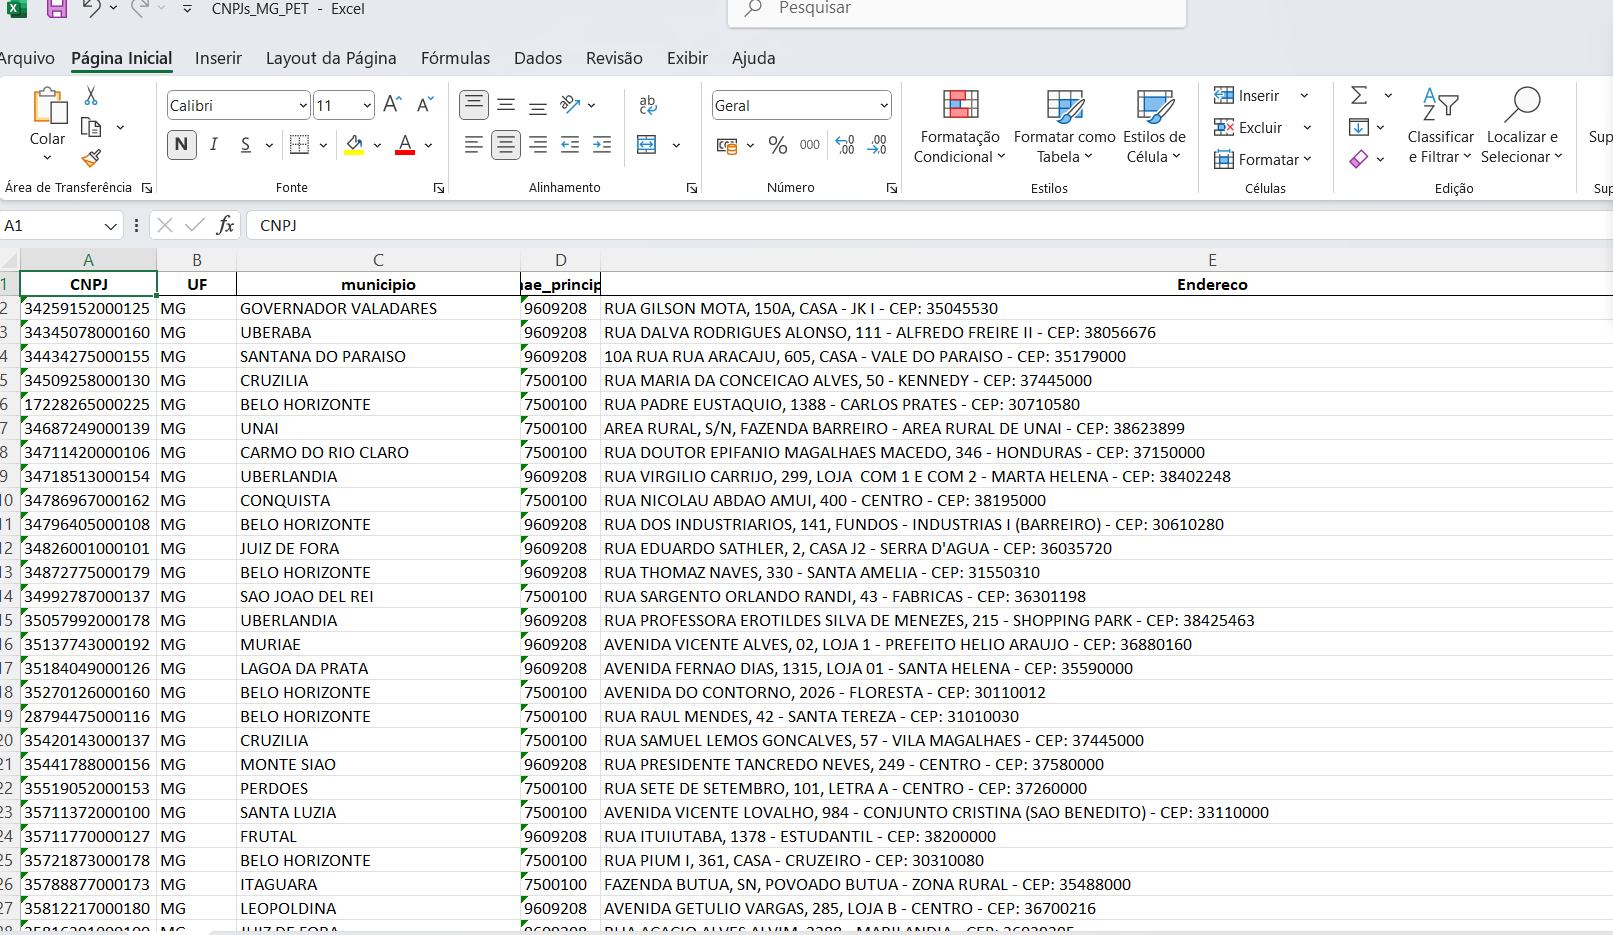 CNPJs_MG_PET - Excel
Pesquisar
Arquivo Página Inicial Inserir Layout da Página Fórmulas Dados Revisão Exibir Ajuda
Colar
Calibri 11
N I S
Geral
% 000
Formatação Condicional
Formatar como Tabela
Estilos de Célula
Inserir
Excluir
Formatar
Classificar e Filtrar
Localizar e Selecionar
Área de Transferência Fonte Alinhamento Número Estilos Células Edição
A1 fx CNPJ
A B C D E
1 CNPJ UF municipio nae_princip Endereco
2 34259152000125 MG GOVERNADOR VALADARES 9609208 RUA GILSON MOTA, 150A, CASA - JK I - CEP: 35045530
3 34345078000160 MG UBERABA 9609208 RUA DALVA RODRIGUES ALONSO, 111 - ALFREDO FREIRE II - CEP: 38056676
4 34434275000155 MG SANTANA DO PARAISO 9609208 10A RUA RUA ARACAJU, 605, CASA - VALE DO PARAISO - CEP: 35179000
5 34509258000130 MG CRUZILIA 7500100 RUA MARIA DA CONCEICAO ALVES, 50 - KENNEDY - CEP: 37445000
6 17228265000225 MG BELO HORIZONTE 7500100 RUA PADRE EUSTAQUIO, 1388 - CARLOS PRATES - CEP: 30710580
7 34687249000139 MG UNAI 7500100 AREA RURAL, S/N, FAZENDA BARREIRO - AREA RURAL DE UNAI - CEP: 38623899
8 34711420000106 MG CARMO DO RIO CLARO 7500100 RUA DOUTOR EPIFANIO MAGALHAES MACEDO, 346 - HONDURAS - CEP: 37150000
9 34718513000154 MG UBERLANDIA 9609208 RUA VIRGILIO CARRIJO, 299, LOJA  COM 1 E COM 2 - MARTA HELENA - CEP: 38402248
10 34786967000162 MG CONQUISTA 7500100 RUA NICOLAU ABDAO AMUI, 400 - CENTRO - CEP: 38195000
11 34796405000108 MG BELO HORIZONTE 9609208 RUA DOS INDUSTRIARIOS, 141, FUNDOS - INDUSTRIAS I (BARREIRO) - CEP: 30610280
12 34826001000101 MG JUIZ DE FORA 9609208 RUA EDUARDO SATHLER, 2, CASA J2 - SERRA D'AGUA - CEP: 36035720
13 34872775000179 MG BELO HORIZONTE 9609208 RUA THOMAZ NAVES, 330 - SANTA AMELIA - CEP: 31550310
14 34992787000137 MG SAO JOAO DEL REI 7500100 RUA SARGENTO ORLANDO RANDI, 43 - FABRICAS - CEP: 36301198
15 35057992000178 MG UBERLANDIA 9609208 RUA PROFESSORA EROTILDES SILVA DE MENEZES, 215 - SHOPPING PARK - CEP: 38425463
16 35137743000192 MG MURIAE 9609208 AVENIDA VICENTE ALVES, 02, LOJA 1 - PREFEITO HELIO ARAUJO - CEP: 36880160
17 35184049000126 MG LAGOA DA PRATA 9609208 AVENIDA FERNAO DIAS, 1315, LOJA 01 - SANTA HELENA - CEP: 35590000
18 35270126000160 MG BELO HORIZONTE 7500100 AVENIDA DO CONTORNO, 2026 - FLORESTA - CEP: 30110012
19 28794475000116 MG BELO HORIZONTE 7500100 RUA RAUL MENDES, 42 - SANTA TEREZA - CEP: 31010030
20 35420143000137 MG CRUZILIA 7500100 RUA SAMUEL LEMOS GONCALVES, 57 - VILA MAGALHAES - CEP: 37445000
21 35441788000156 MG MONTE SIAO 9609208 RUA PRESIDENTE TANCREDO NEVES, 249 - CENTRO - CEP: 37580000
22 35519052000153 MG PERDOES 7500100 RUA SETE DE SETEMBRO, 101, LETRA A - CENTRO - CEP: 37260000
23 35711372000100 MG SANTA LUZIA 7500100 AVENIDA VICENTE LOVALHO, 984 - CONJUNTO CRISTINA (SAO BENEDITO) - CEP: 33110000
24 35711770000127 MG FRUTAL 9609208 RUA ITUIUTABA, 1378 - ESTUDANTIL - CEP: 38200000
25 35721873000178 MG BELO HORIZONTE 7500100 RUA PIUM I, 361, CASA - CRUZEIRO - CEP: 30310080
26 35788877000173 MG ITAGUARA 7500100 FAZENDA BUTUA, SN, POVOADO BUTUA - ZONA RURAL - CEP: 35488000
27 35812217000180 MG LEOPOLDINA 9609208 AVENIDA GETULIO VARGAS, 285, LOJA B - CENTRO - CEP: 36700216